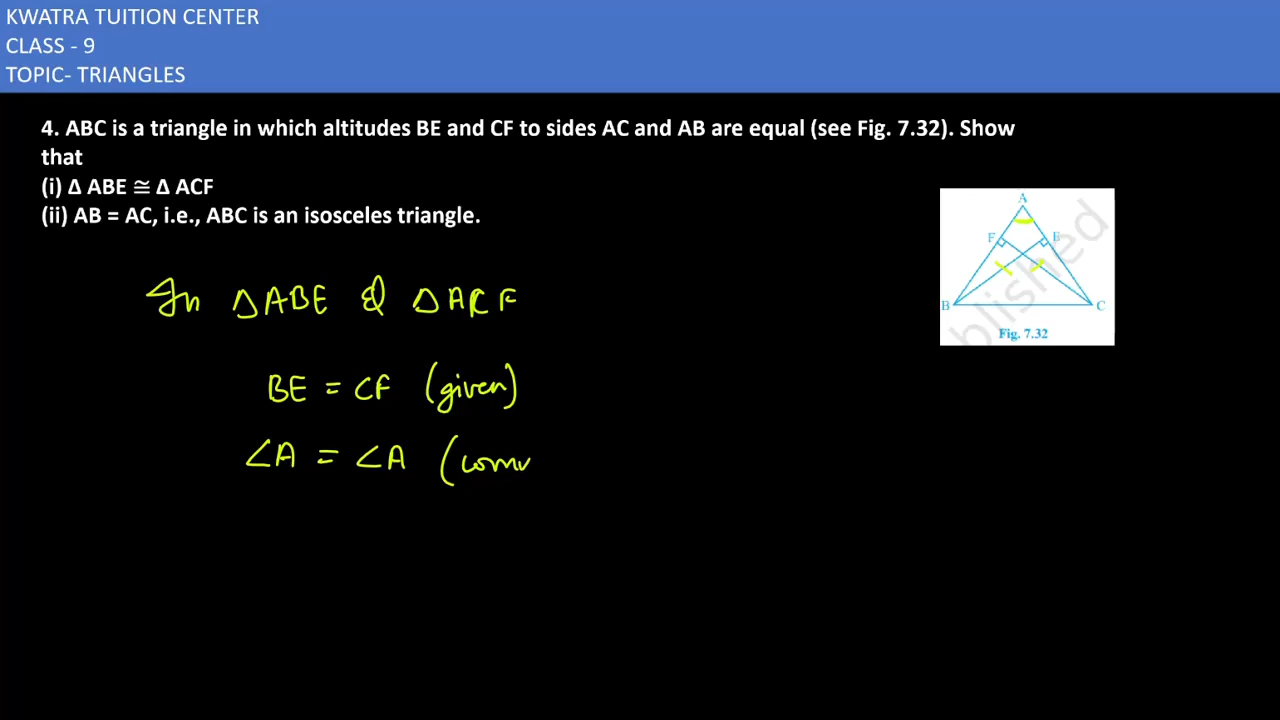 KWATRA TUITION CENTER
CLASS - 9
TOPIC- TRIANGLES
4. ABC is a triangle in which altitudes BE and CF to sides AC and AB are equal (see Fig. 7.32). Show
that
(i) Δ ABE ≅ Δ ACF
(ii) AB = AC, i.e., ABC is an isosceles triangle.
A
F E
B C
blished
Fig. 7.32
In ΔABE & ΔACF
BE = CF (given)
∠A = ∠A (comm